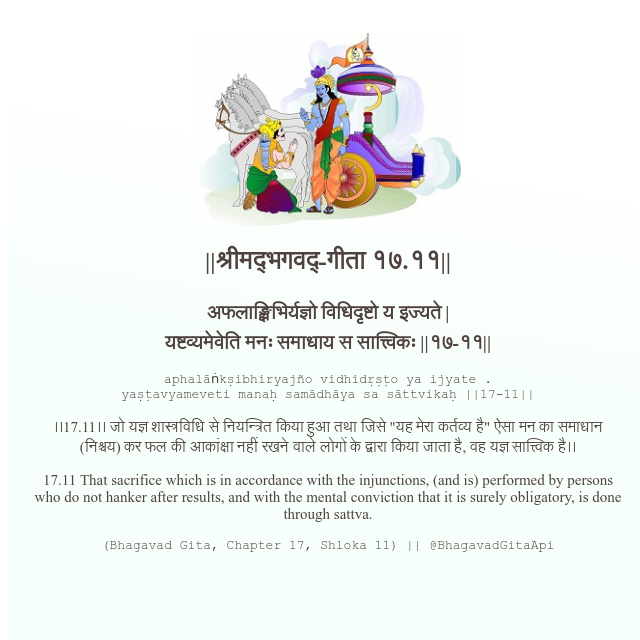 ||श्रीमद्‍भगवद्‍-गीता १७.११||
अफलाङ्क्षिभिर्यज्ञो विधिदृष्टो य इज्यते |
यष्टव्यमेवेति मनः समाधाय स सात्त्विकः ||१७-११||
aphalāṅkṣibhiryajño vidhidṛṣṭo ya ijyate .
yaṣṭavyameveti manaḥ samādhāya sa sāttvikaḥ ||17-11||
।।17.11।। जो यज्ञ शास्त्रविधि से नियन्त्रित किया हुआ तथा जिसे "यह मेरा कर्तव्य है" ऐसा मन का समाधान
(निश्चय) कर फल की आकांक्षा नहीं रखने वाले लोगों के द्वारा किया जाता है, वह यज्ञ सात्त्विक है।।
17.11 That sacrifice which is in accordance with the injunctions, (and is) performed by persons
who do not hanker after results, and with the mental conviction that it is surely obligatory, is done
through sattva.
(Bhagavad Gita, Chapter 17, Shloka 11) || @BhagavadGitaApi